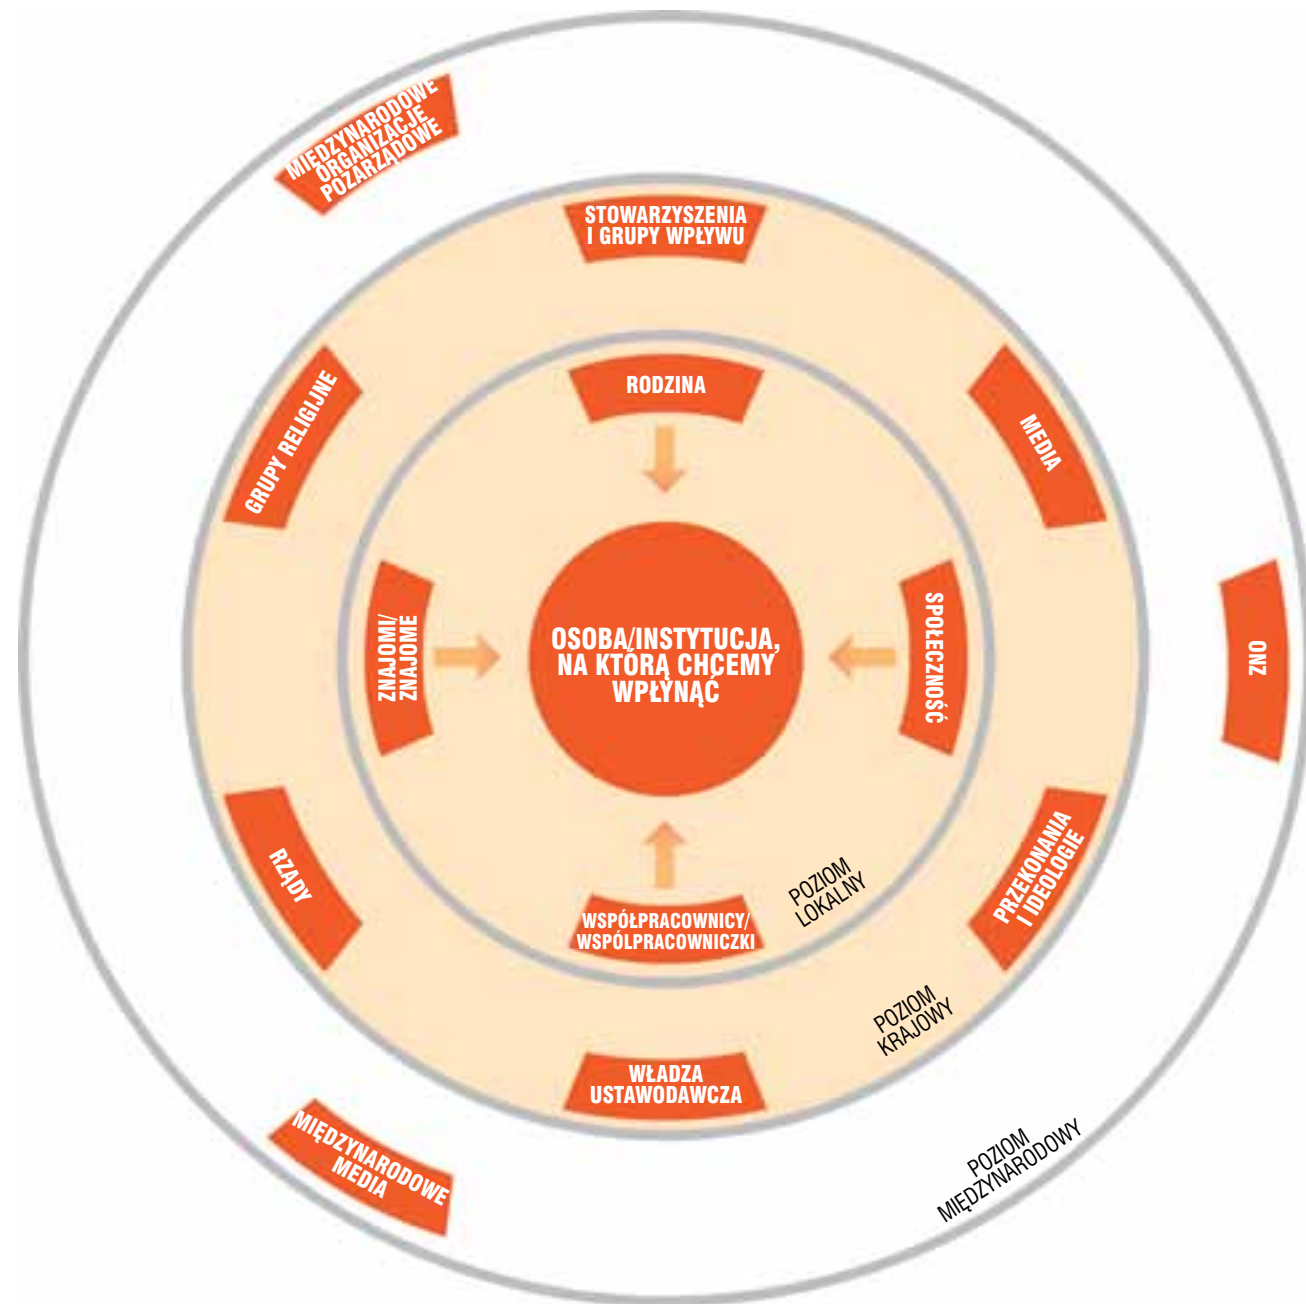 MIĘDZYNARODOWE
ORGANIZACJE
POZARZĄDOWE
STOWARZYSZENIA
I GRUPY WPŁYWU
RODZINA
GRUPY RELIGIJNE
MEDIA
ZNAJOMI/
ZNAJOME
OSOBA/INSTYTUCJA,
NA KTÓRĄ CHCEMY
WPŁYNĄĆ
SPOŁECZNOŚĆ
ONZ
RZĄDY
WSPÓŁPRACOWNICY/
WSPÓLPRACOWNICZKI
POZIOM
LOKALNY
PRZEKONANIA
I IDEOLOGIE
POZIOM
KRAJOWY
WŁADZA
USTAWODAWCZA
MIĘDZYNARODOWE
MEDIA
POZIOM
MIĘDZYNARODOWY